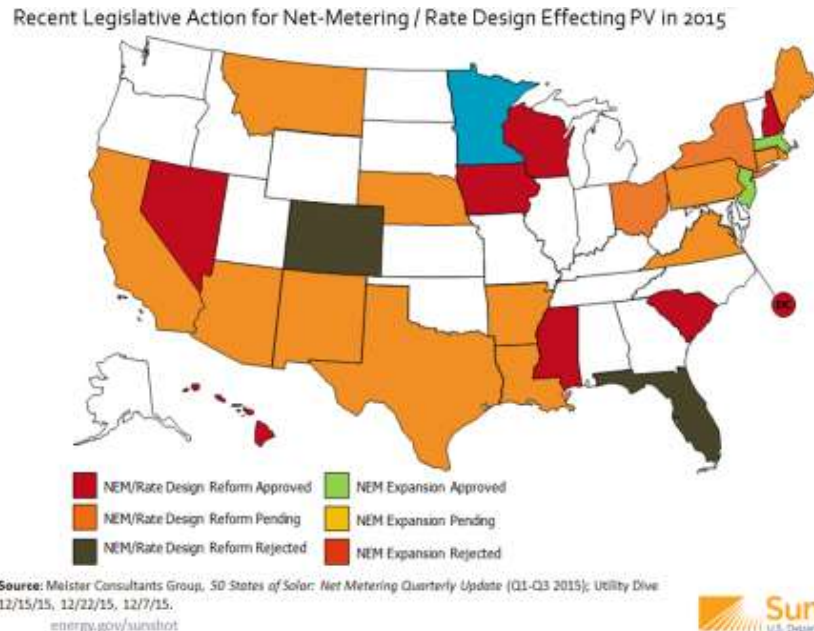 Recent Legislative Action for Net-Metering / Rate Design Effecting PV in 2015
DC
NEM/Rate Design Reform Approved
NEM Expansion Approved
NEM/Rate Design Reform Pending
NEM Expansion Pending
NEM/Rate Design Reform Rejected
NEM Expansion Rejected
Source: Meister Consultants Group, 50 States of Solar: Net Metering Quarterly Update (Q1-Q3 2015); Utility Dive
12/15/15, 12/22/15, 12/7/15.
energy.gov/sunshot
Sun
U.S. Depar